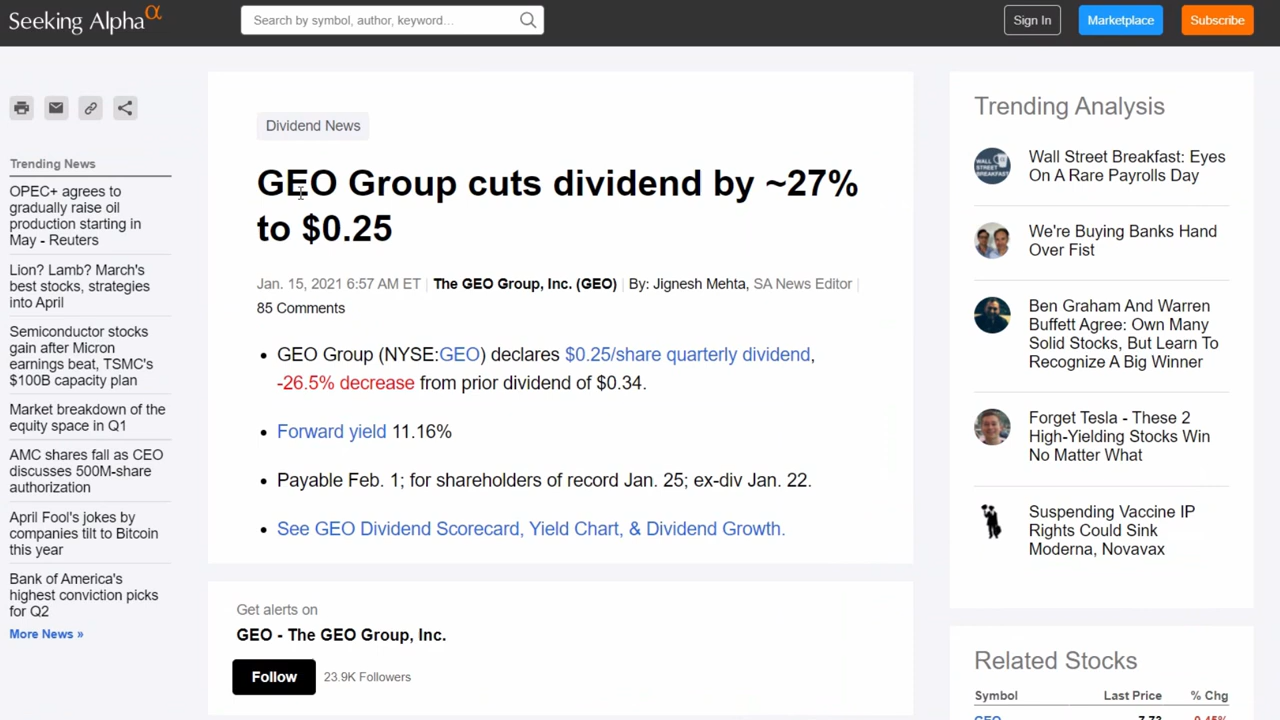 Seeking Alpha α
Search by symbol, author, keyword...
Sign In
Marketplace
Subscribe
Trending News
OPEC+ agrees to
gradually raise oil
production starting in
May - Reuters
Lion? Lamb? March's
best stocks, strategies
into April
Semiconductor stocks
gain after Micron
earnings beat, TSMC's
$100B capacity plan
Market breakdown of the
equity space in Q1
AMC shares fall as CEO
discusses 500M-share
authorization
April Fool's jokes by
companies tilt to Bitcoin
this year
Bank of America's
highest conviction picks
for Q2
More News »
Dividend News
GEO Group cuts dividend by ~27%
to $0.25
Jan. 15, 2021 6:57 AM ET | The GEO Group, Inc. (GEO) | By: Jignesh Mehta, SA News Editor |
85 Comments
• GEO Group (NYSE:GEO) declares $0.25/share quarterly dividend,
-26.5% decrease from prior dividend of $0.34.
• Forward yield 11.16%
• Payable Feb. 1; for shareholders of record Jan. 25; ex-div Jan. 22.
• See GEO Dividend Scorecard, Yield Chart, & Dividend Growth.
Get alerts on
GEO - The GEO Group, Inc.
Follow
23.9K Followers
Trending Analysis
WALL STREET BREAKFAST
Wall Street Breakfast: Eyes
On A Rare Payrolls Day
We're Buying Banks Hand
Over Fist
Ben Graham And Warren
Buffett Agree: Own Many
Solid Stocks, But Learn To
Recognize A Big Winner
Forget Tesla - These 2
High-Yielding Stocks Win
No Matter What
Suspending Vaccine IP
Rights Could Sink
Moderna, Novavax
Related Stocks
Symbol Last Price % Chg